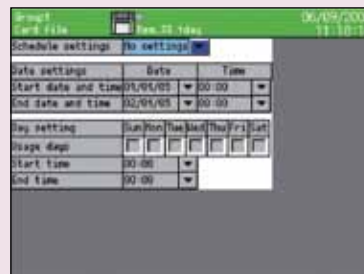 Group1 06/09/200
Card file Rem. 11:10:1
Schedule settings No settings
Date settings Date Time
Start date and time 01/01/05 00:00
End date and time 02/01/05 00:00
Day setting Sun Mon Tue Wed Thu Fri Sat
Usage days
Start time 00:00
End time 00:00